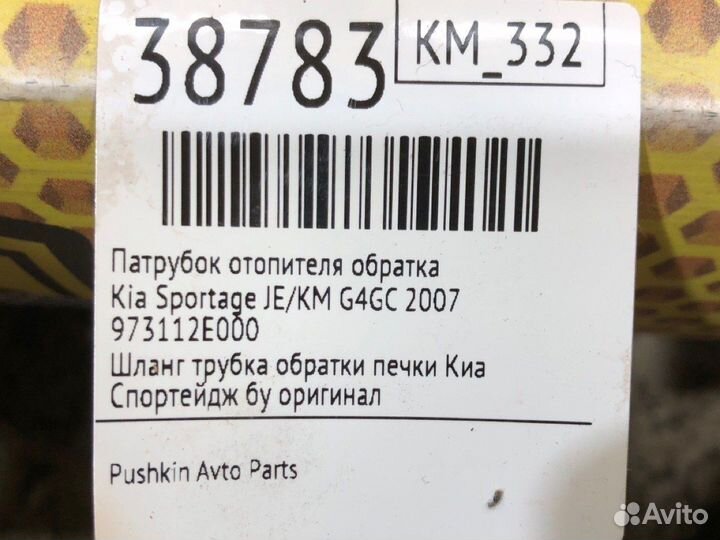 38783
KM_332
Патрубок отопителя обратка
Kia Sportage JE/KM G4GC 2007
973112E000
Шланг трубка обратки печки Киа
Спортейдж бу оригинал
Pushkin Avto Parts
Avito